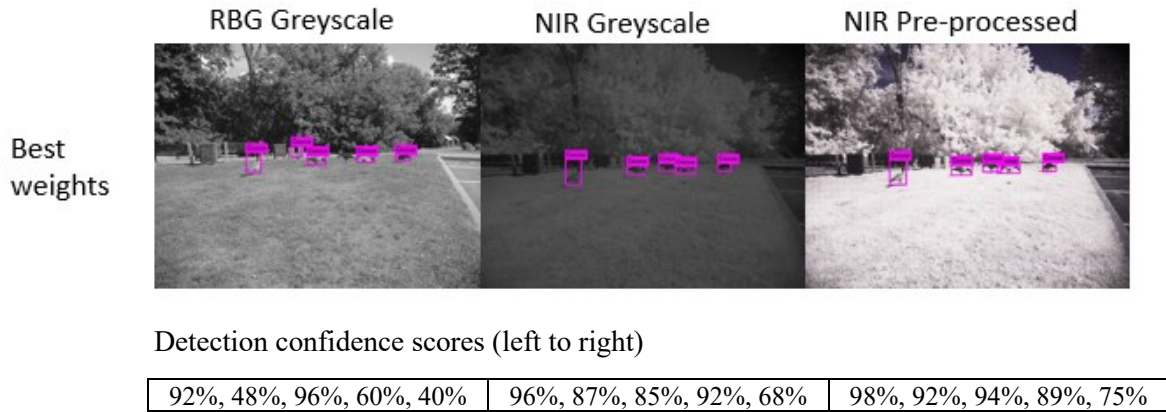 RBG Greyscale
NIR Greyscale
NIR Pre-processed
Best
weights
Detection confidence scores (left to right)
92%, 48%, 96%, 60%, 40%
96%, 87%, 85%, 92%, 68%
98%, 92%, 94%, 89%, 75%